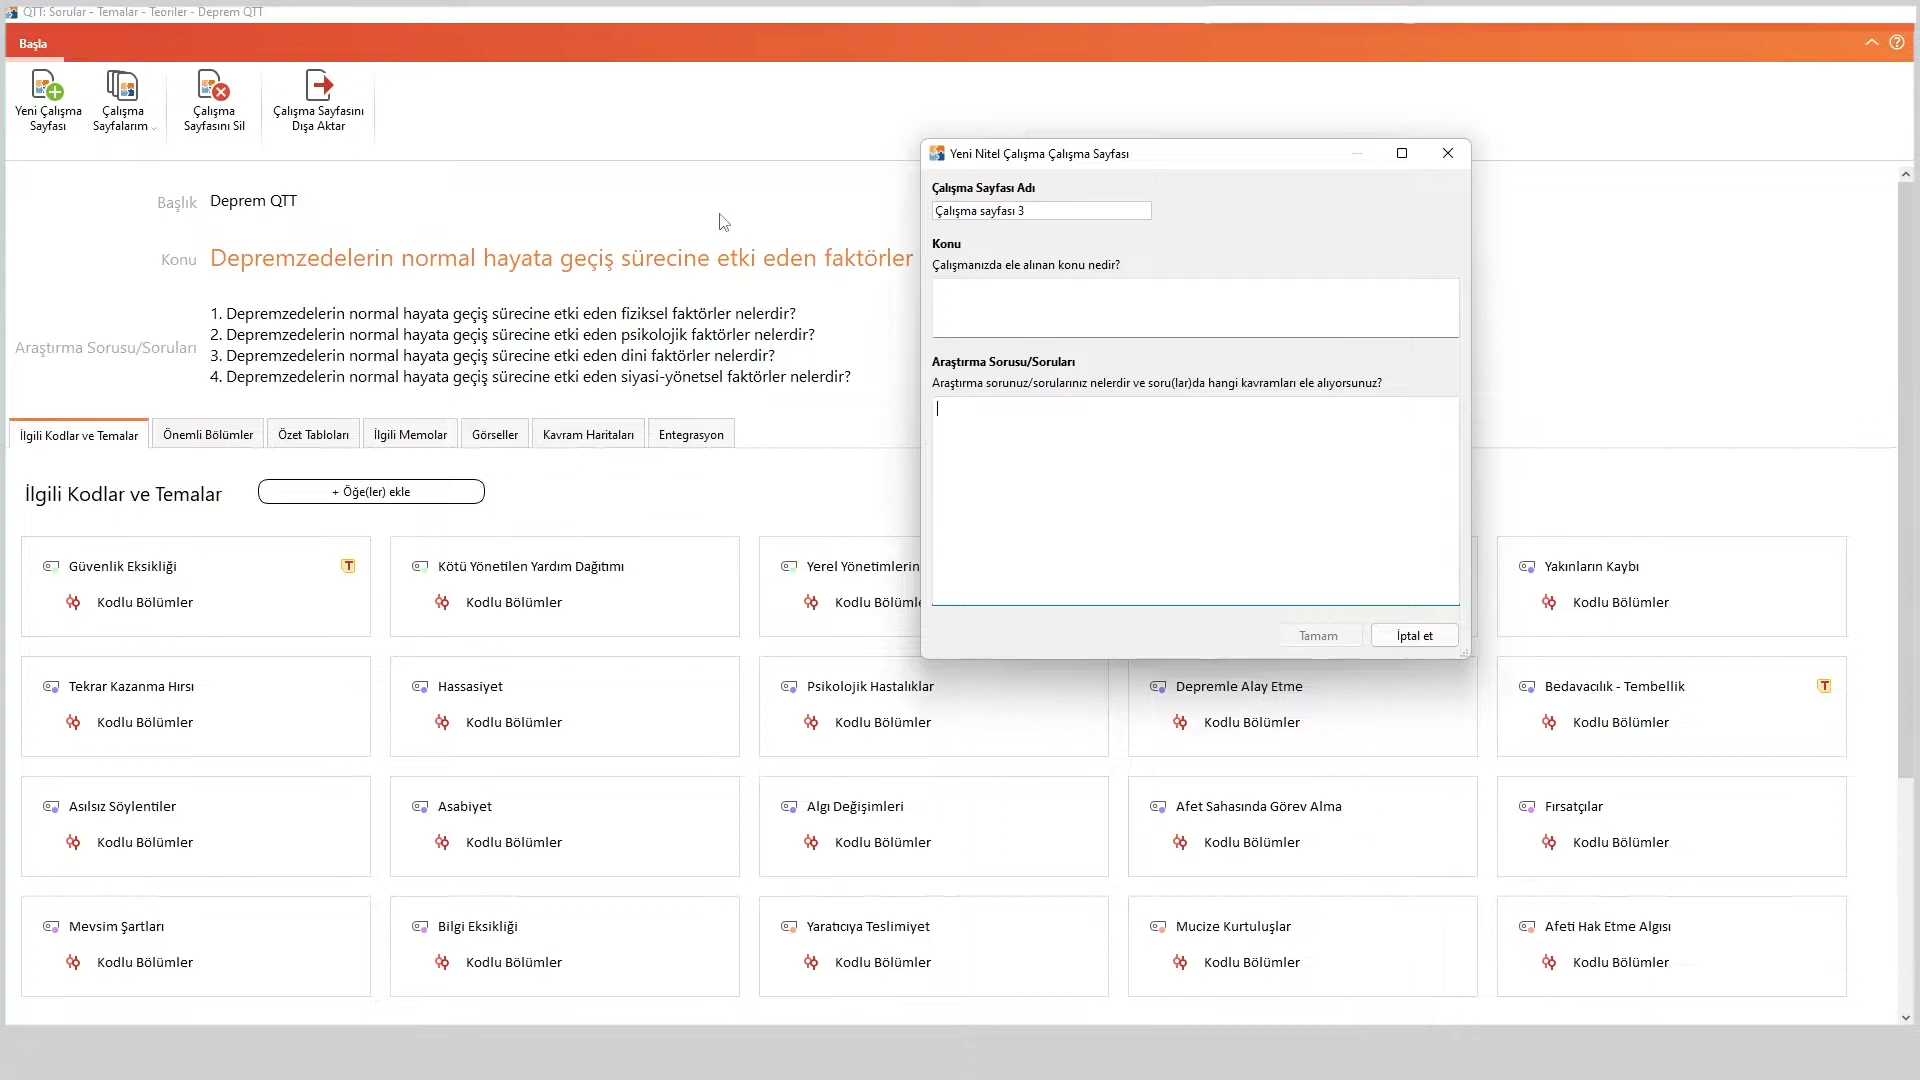 QTT: Sorular - Temalar - Teoriler - Deprem QTT
Başla
Yeni Çalışma Sayfası
Çalışma Sayfalarım
Çalışma Sayfasını Sil
Çalışma Sayfasını Dışa Aktar
Başlık Deprem QTT
Konu Depremzedelerin normal hayata geçiş sürecine etki eden faktörler
Araştırma Sorusu/Soruları
1. Depremzedelerin normal hayata geçiş sürecine etki eden fiziksel faktörler nelerdir?
2. Depremzedelerin normal hayata geçiş sürecine etki eden psikolojik faktörler nelerdir?
3. Depremzedelerin normal hayata geçiş sürecine etki eden dini faktörler nelerdir?
4. Depremzedelerin normal hayata geçiş sürecine etki eden siyasi-yönetsel faktörler nelerdir?
Yeni Nitel Çalışma Çalışma Sayfası
Çalışma Sayfası Adı
Çalışma sayfası 3
Konu
Çalışmanızda ele alınan konu nedir?
Araştırma Sorusu/Soruları
Araştırma sorunuz/sorularınız nelerdir ve soru(lar)da hangi kavramları ele alıyorsunuz?
Tamam İptal et
İlgili Kodlar ve Temalar Önemli Bölümler Özet Tabloları İlgili Memolar Görseller Kavram Haritaları Entegrasyon
İlgili Kodlar ve Temalar + Öğe(ler) ekle
Güvenlik Eksikliği T Kötü Yönetilen Yardım Dağıtımı Yerel Yönetimlerin Yakınların Kaybı
Kodlu Bölümler Kodlu Bölümler Kodlu Bölümle Kodlu Bölümler
Tekrar Kazanma Hırsı Hassasiyet Psikolojik Hastalıklar Depremle Alay Etme Bedavacılık - Tembellik T
Kodlu Bölümler Kodlu Bölümler Kodlu Bölümler Kodlu Bölümler Kodlu Bölümler
Asılsız Söylentiler Asabiyet Algı Değişimleri Afet Sahasında Görev Alma Fırsatçılar
Kodlu Bölümler Kodlu Bölümler Kodlu Bölümler Kodlu Bölümler Kodlu Bölümler
Mevsim Şartları Bilgi Eksikliği Yaratıcıya Teslimiyet Mucize Kurtuluşlar Afeti Hak Etme Algısı
Kodlu Bölümler Kodlu Bölümler Kodlu Bölümler Kodlu Bölümler Kodlu Bölümler